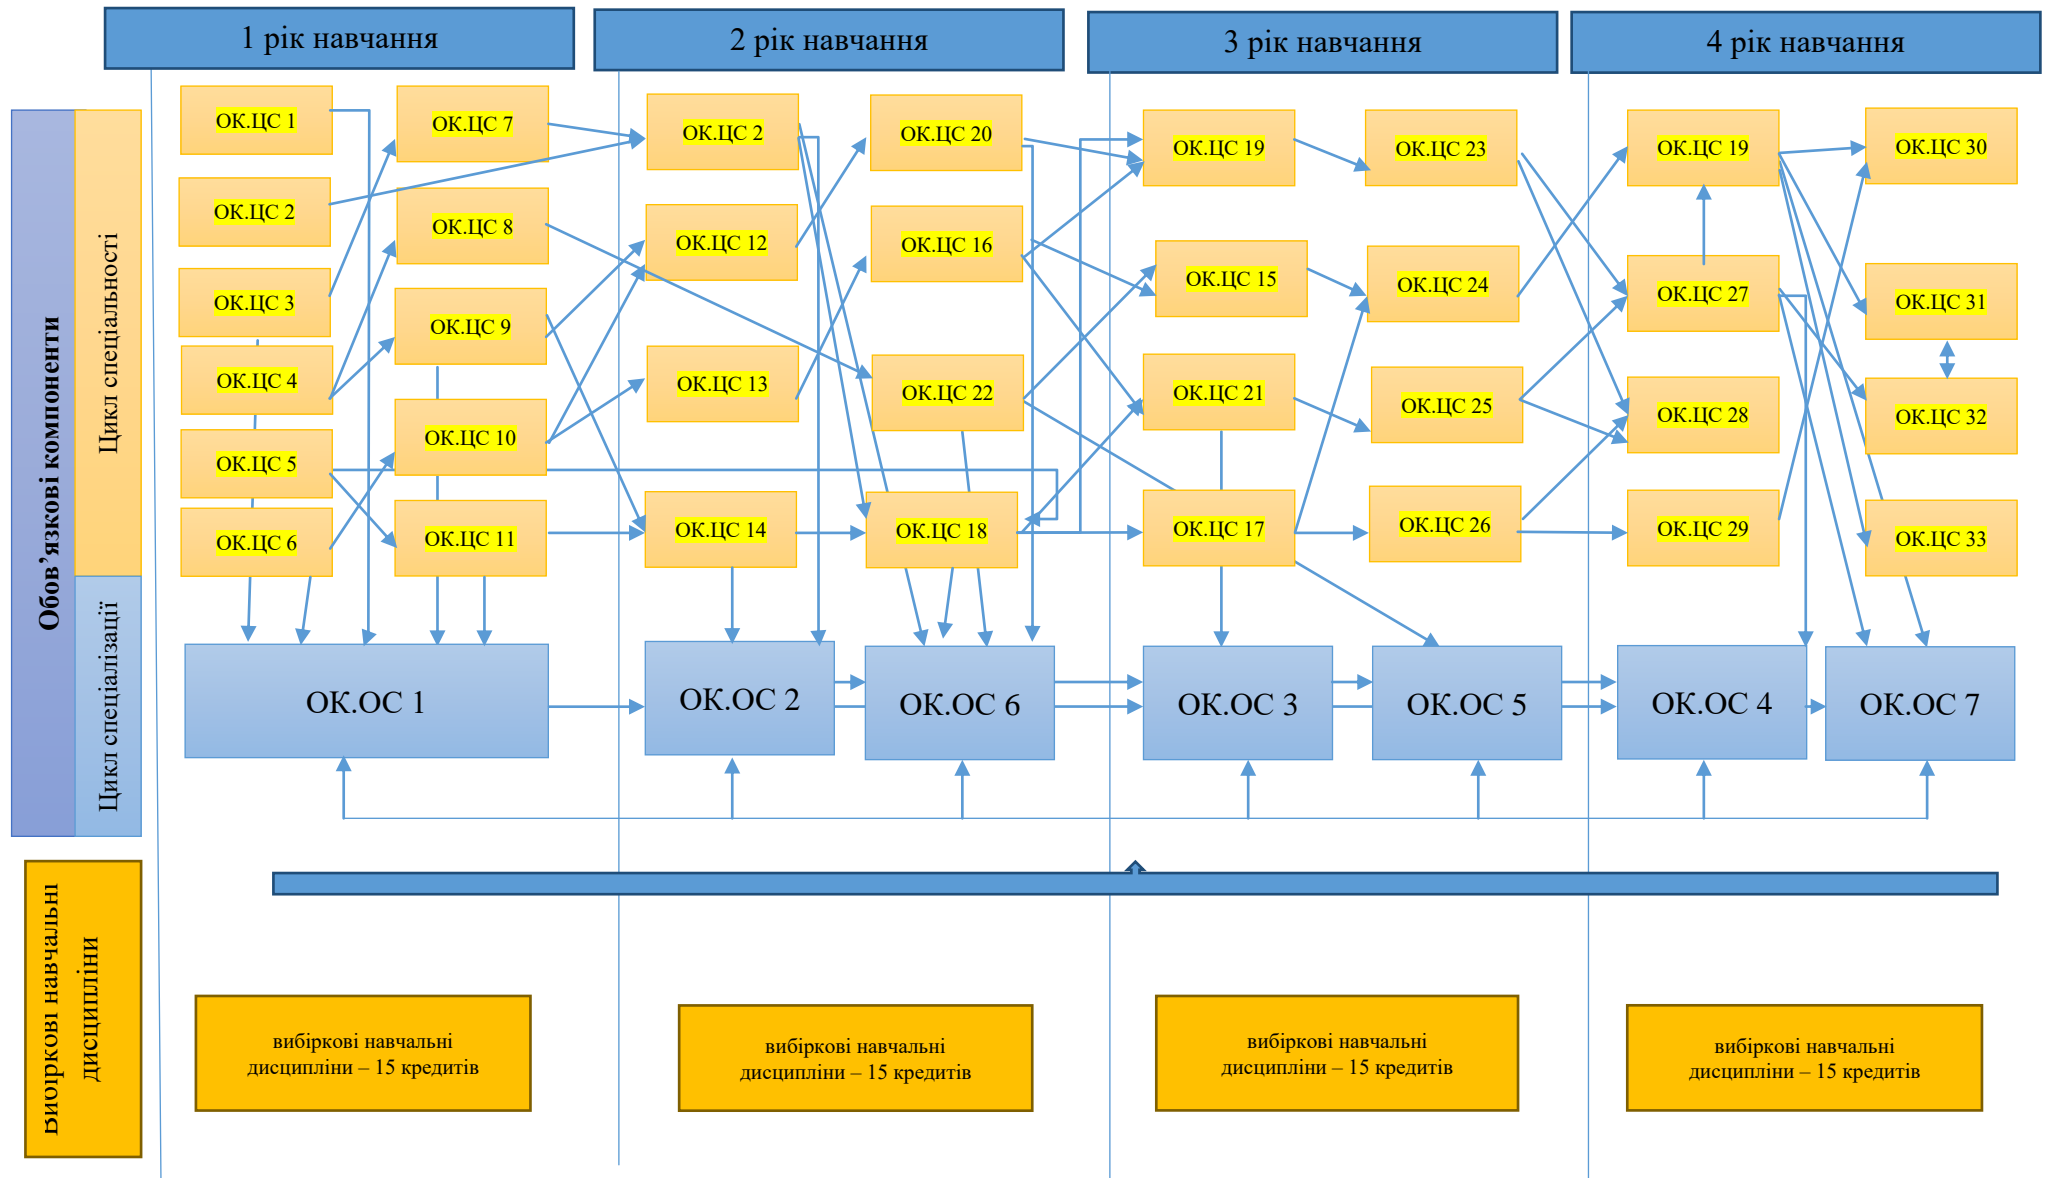 1 рік навчання
2 рік навчання
3 рік навчання
4 рік навчання
Обов’язкові компоненти
Цикл спеціальності
Цикл спеціалізації
ОК.ЦС 1
ОК.ЦС 2
ОК.ЦС 3
ОК.ЦС 4
ОК.ЦС 5
ОК.ЦС 6
ОК.ЦС 7
ОК.ЦС 8
ОК.ЦС 9
ОК.ЦС 10
ОК.ЦС 11
ОК.ЦС 2
ОК.ЦС 12
ОК.ЦС 13
ОК.ЦС 14
ОК.ЦС 20
ОК.ЦС 16
ОК.ЦС 22
ОК.ЦС 18
ОК.ЦС 19
ОК.ЦС 15
ОК.ЦС 21
ОК.ЦС 17
ОК.ЦС 23
ОК.ЦС 24
ОК.ЦС 25
ОК.ЦС 26
ОК.ЦС 19
ОК.ЦС 27
ОК.ЦС 28
ОК.ЦС 29
ОК.ЦС 30
ОК.ЦС 31
ОК.ЦС 32
ОК.ЦС 33
ОК.ОС 1
ОК.ОС 2
ОК.ОС 6
ОК.ОС 3
ОК.ОС 5
ОК.ОС 4
ОК.ОС 7
Вибіркові навчальні
дисципліни
вибіркові навчальні
дисципліни – 15 кредитів
вибіркові навчальні
дисципліни – 15 кредитів
вибіркові навчальні
дисципліни – 15 кредитів
вибіркові навчальні
дисципліни – 15 кредитів